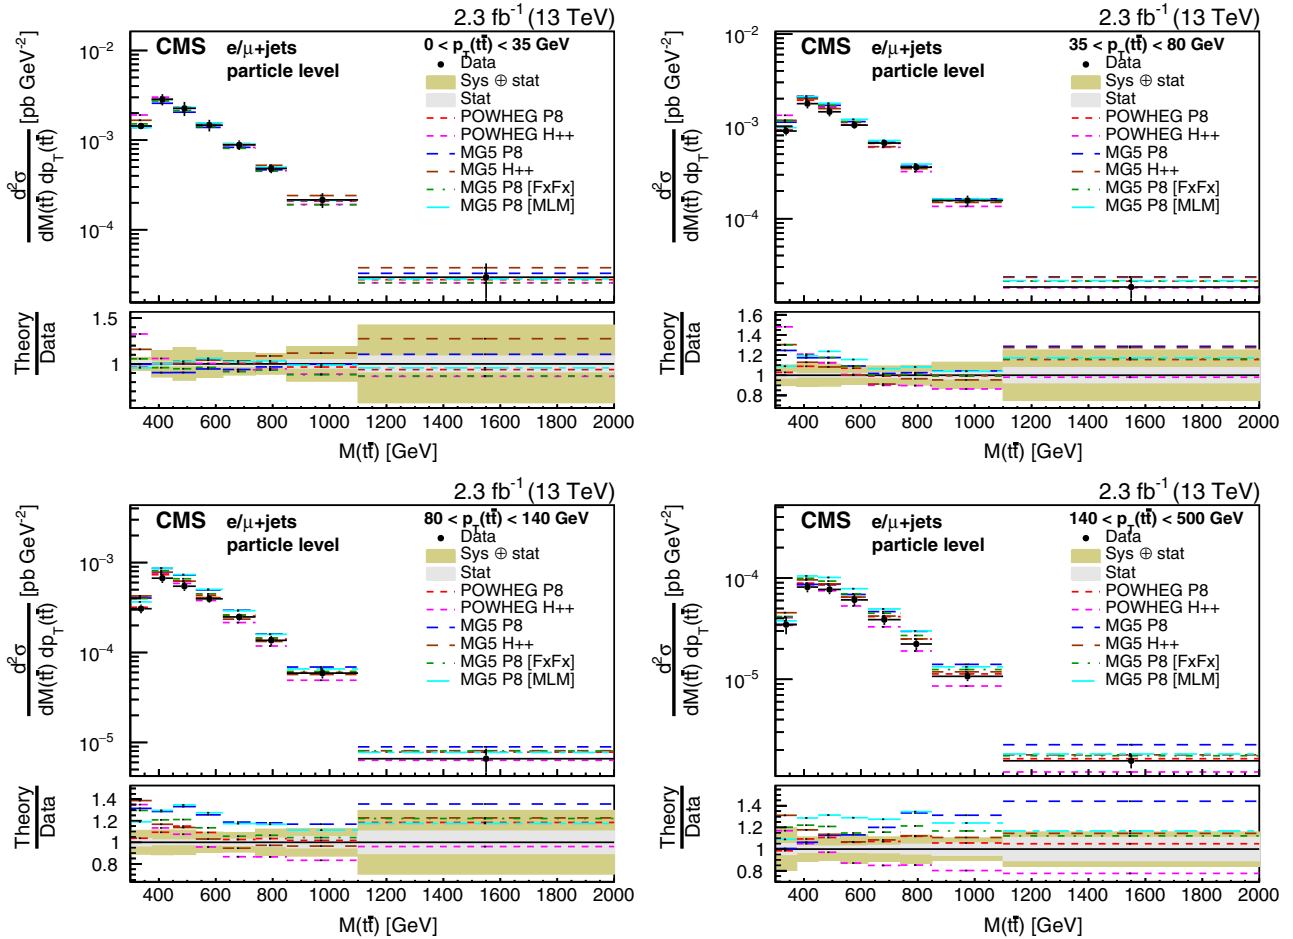 2.3 fb⁻¹ (13 TeV)
CMS e/μ+jets 0 < p_T(tt̄) < 35 GeV
particle level
Data
Sys ⊕ stat
Stat
POWHEG P8
POWHEG H++
MG5 P8
MG5 H++
MG5 P8 [FxFx]
MG5 P8 [MLM]
d²σ / dM(tt̄) dp_T(tt̄) [pb GeV⁻²]
10⁻²
10⁻³
10⁻⁴
Theory / Data
1.5
1
400 600 800 1000 1200 1400 1600 1800 2000
M(tt̄) [GeV]
2.3 fb⁻¹ (13 TeV)
CMS e/μ+jets 35 < p_T(tt̄) < 80 GeV
particle level
Data
Sys ⊕ stat
Stat
POWHEG P8
POWHEG H++
MG5 P8
MG5 H++
MG5 P8 [FxFx]
MG5 P8 [MLM]
d²σ / dM(tt̄) dp_T(tt̄) [pb GeV⁻²]
10⁻²
10⁻³
10⁻⁴
Theory / Data
1.6
1.4
1.2
1
0.8
400 600 800 1000 1200 1400 1600 1800 2000
M(tt̄) [GeV]
2.3 fb⁻¹ (13 TeV)
CMS e/μ+jets 80 < p_T(tt̄) < 140 GeV
particle level
Data
Sys ⊕ stat
Stat
POWHEG P8
POWHEG H++
MG5 P8
MG5 H++
MG5 P8 [FxFx]
MG5 P8 [MLM]
d²σ / dM(tt̄) dp_T(tt̄) [pb GeV⁻²]
10⁻³
10⁻⁴
10⁻⁵
Theory / Data
1.4
1.2
1
0.8
400 600 800 1000 1200 1400 1600 1800 2000
M(tt̄) [GeV]
2.3 fb⁻¹ (13 TeV)
CMS e/μ+jets 140 < p_T(tt̄) < 500 GeV
particle level
Data
Sys ⊕ stat
Stat
POWHEG P8
POWHEG H++
MG5 P8
MG5 H++
MG5 P8 [FxFx]
MG5 P8 [MLM]
d²σ / dM(tt̄) dp_T(tt̄) [pb GeV⁻²]
10⁻⁴
10⁻⁵
Theory / Data
1.4
1.2
1
0.8
400 600 800 1000 1200 1400 1600 1800 2000
M(tt̄) [GeV]